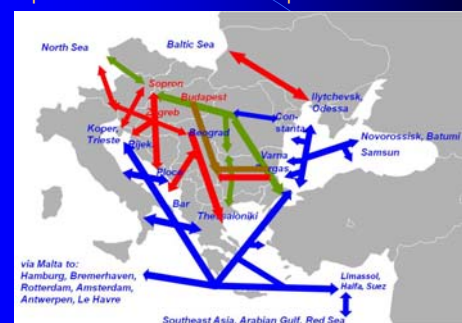 North Sea
Baltic Sea
Sopron
Budapest
Ilytchevsk,
Odessa
Zagreb
Con-
stanta
Koper,
Trieste
Rijeka
Beograd
Novorossisk, Batumi
Samsun
Varna
Burgas
Ploce
Bar
Thessaloniki
via Malta to:
Hamburg, Bremerhaven,
Rotterdam, Amsterdam,
Antwerpen, Le Havre
Limassol,
Haifa, Suez
Southeast Asia, Arabian Gulf, Red Sea